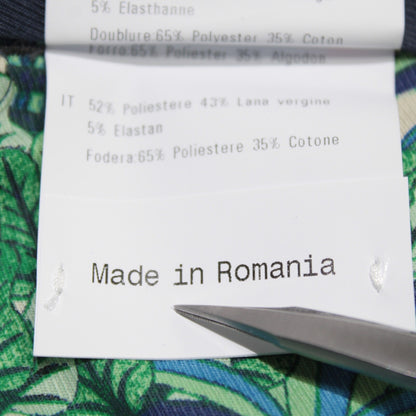 5% Elasthanne
Doublure:65% Polyester 35% Coton
Forro:65% Poliester 35% Algodon
IT 52% Poliestere 43% Lana vergine
5% Elastan
Fodera:65% Poliestere 35% Cotone
Made in Romania